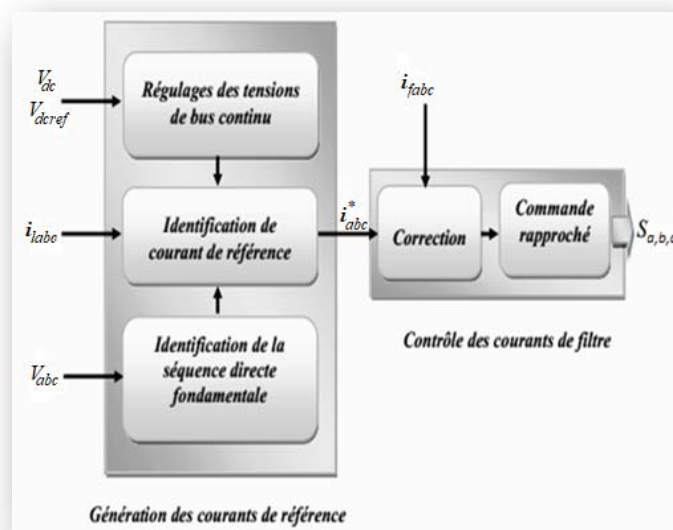 V_dc
V_dcref
Régulages des tensions
de bus continu
i_labc
Identification de
courant de référence
i*_abc
V_abc
Identification de la
séquence directe
fondamentale
Génération des courants de référence
i_fabc
Correction
Commande
rapproché
S_a,b,c
Contrôle des courants de filtre